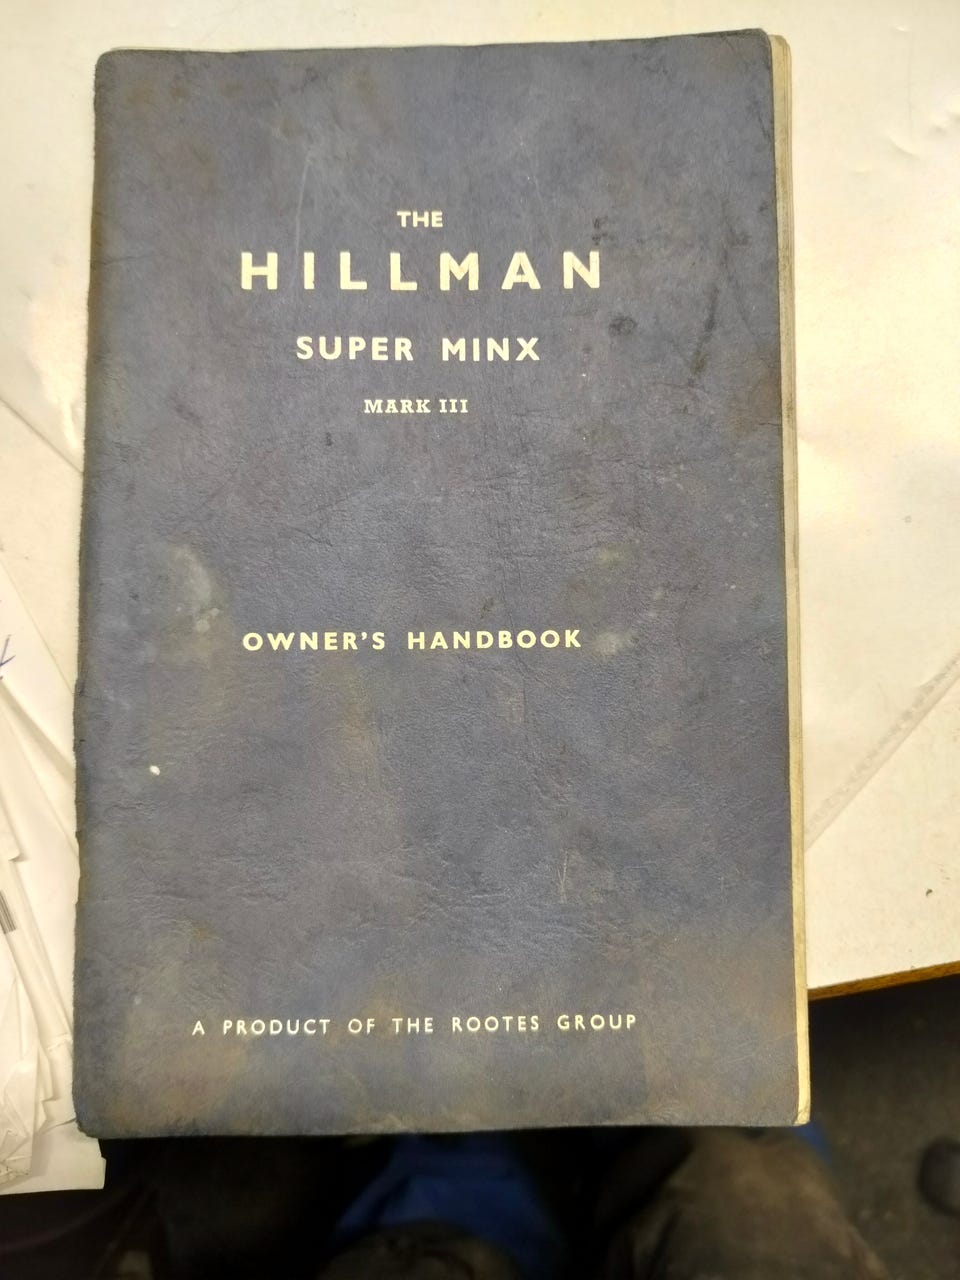 THE
HILLMAN
SUPER MINX
MARK III
OWNER'S HANDBOOK
A PRODUCT OF THE ROOTES GROUP